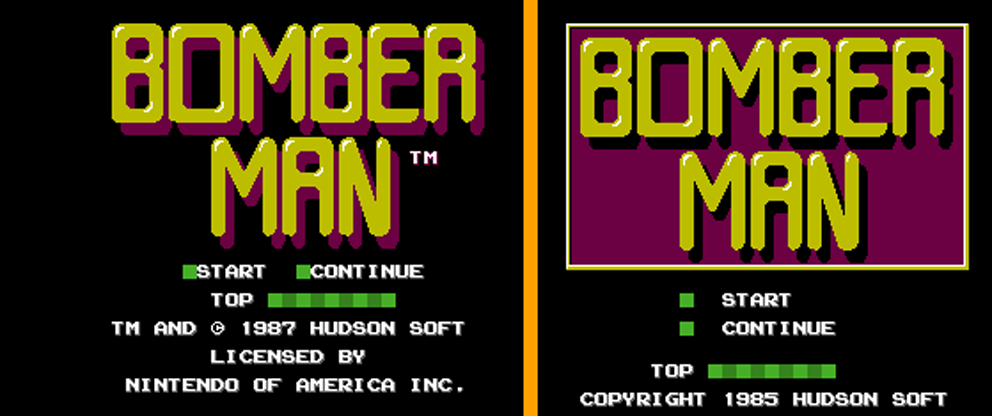 BOMBER
MAN TM
START CONTINUE
TOP
TM AND © 1987 HUDSON SOFT
LICENSED BY
NINTENDO OF AMERICA INC.
BOMBER
MAN
START
CONTINUE
TOP
COPYRIGHT 1985 HUDSON SOFT